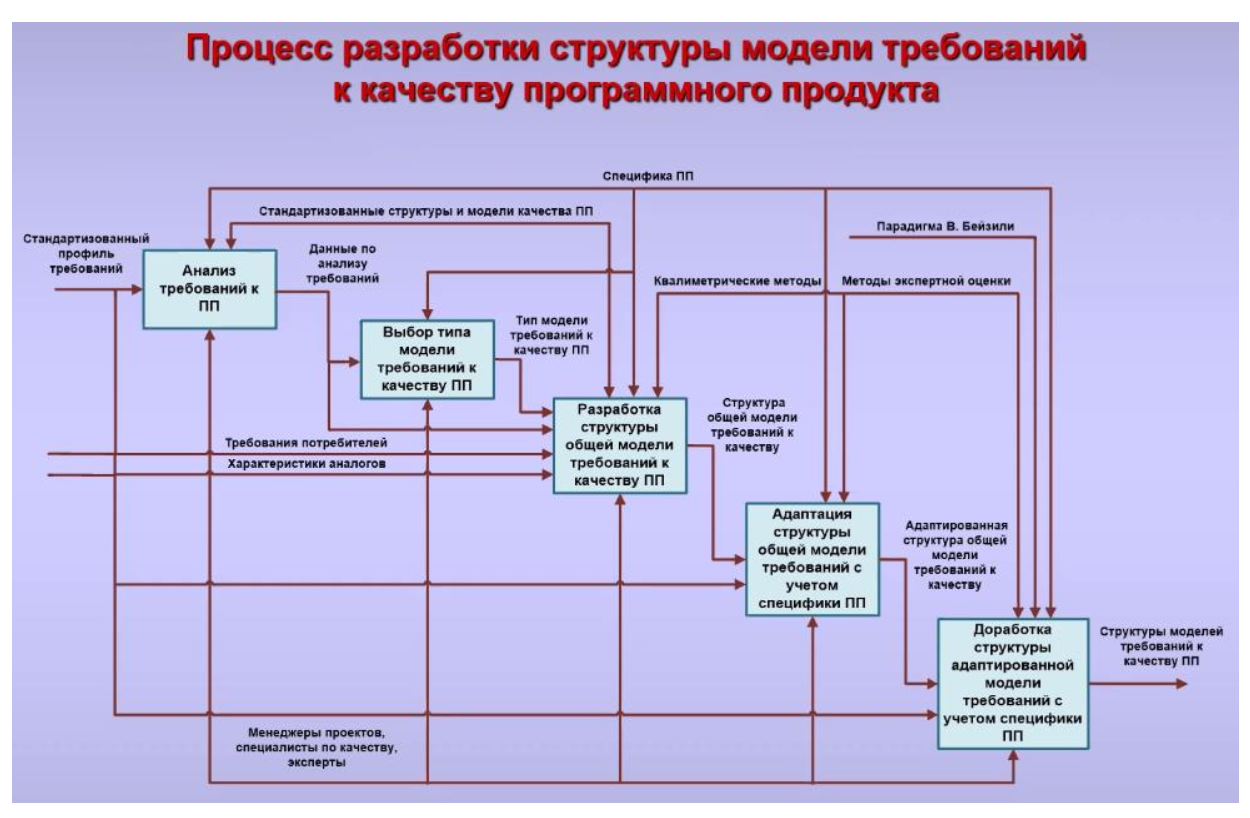 Процесс разработки структуры модели требований
к качеству программного продукта
Специфика ПП
Стандартизованные структуры и модели качества ПП
Парадигма В. Бейзили
Стандартизованный
профиль
требований
Данные по
анализу
требований
Анализ
требований к
ПП
Квалиметрические методы
Методы экспертной оценки
Выбор типа
модели
требований к
качеству ПП
Тип модели
требований к
качеству ПП
Разработка
структуры
общей модели
требований к
качеству ПП
Структура
общей модели
требований к
качеству
Требования потребителей
Характеристики аналогов
Адаптация
структуры
общей модели
требований с
учетом
специфики ПП
Адаптированная
структура общей
модели
требований к
качеству
Доработка
структуры
адаптированной
модели
требований с
учетом специфики
ПП
Структуры моделей
требований к
качеству ПП
Менеджеры проектов,
специалисты по качеству,
эксперты